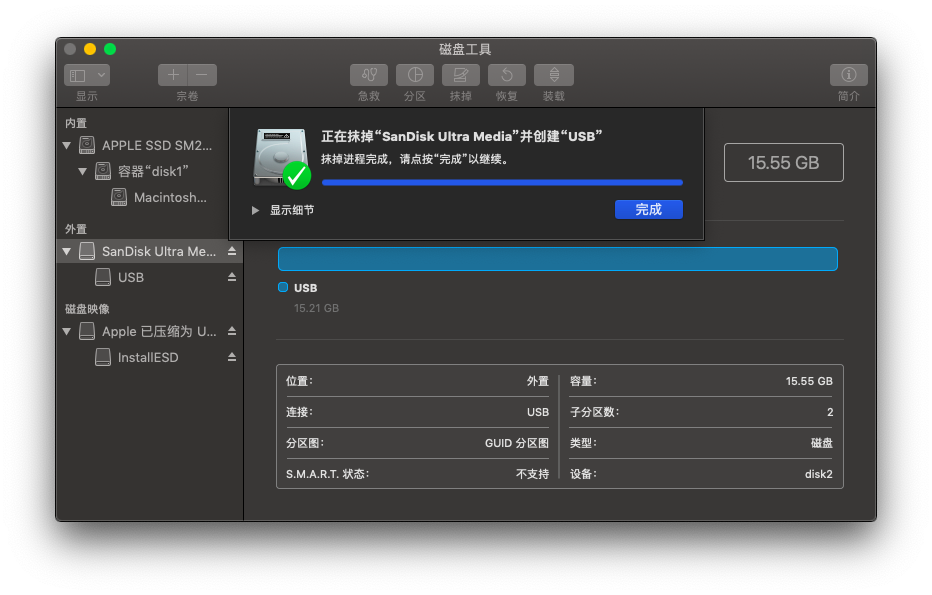 磁盘工具
显示
宗卷
急救
分区
抹掉
恢复
装载
简介
内置
APPLE SSD SM2...
容器“disk1”
Macintosh...
外置
SanDisk Ultra Me...
USB
磁盘映像
Apple 已压缩为 U...
InstallESD
正在抹掉“SanDisk Ultra Media”并创建“USB”
抹掉进程完成，请点按“完成”以继续。
显示细节
完成
15.55 GB
USB
15.21 GB
位置： 外置
容量： 15.55 GB
连接： USB
子分区数： 2
分区图： GUID 分区图
类型： 磁盘
S.M.A.R.T. 状态： 不支持
设备： disk2